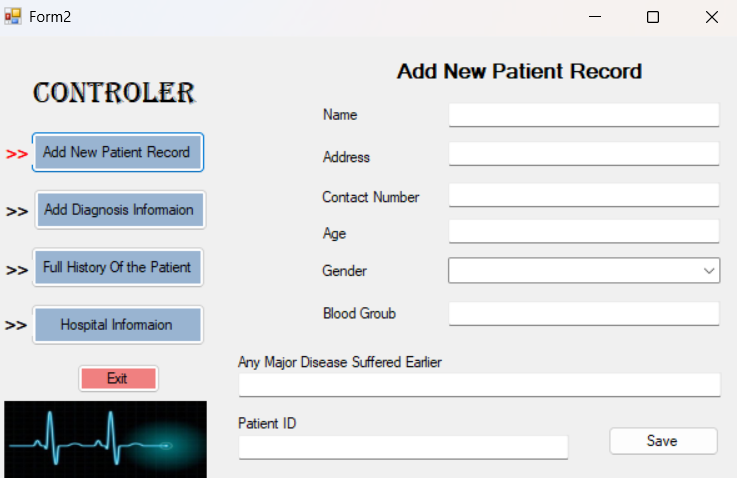 Form2
CONTROLER
>> Add New Patient Record
>> Add Diagnosis Informaion
>> Full History Of the Patient
>> Hospital Informaion
Exit
Add New Patient Record
Name
Address
Contact Number
Age
Gender
Blood Groub
Any Major Disease Suffered Earlier
Patient ID
Save